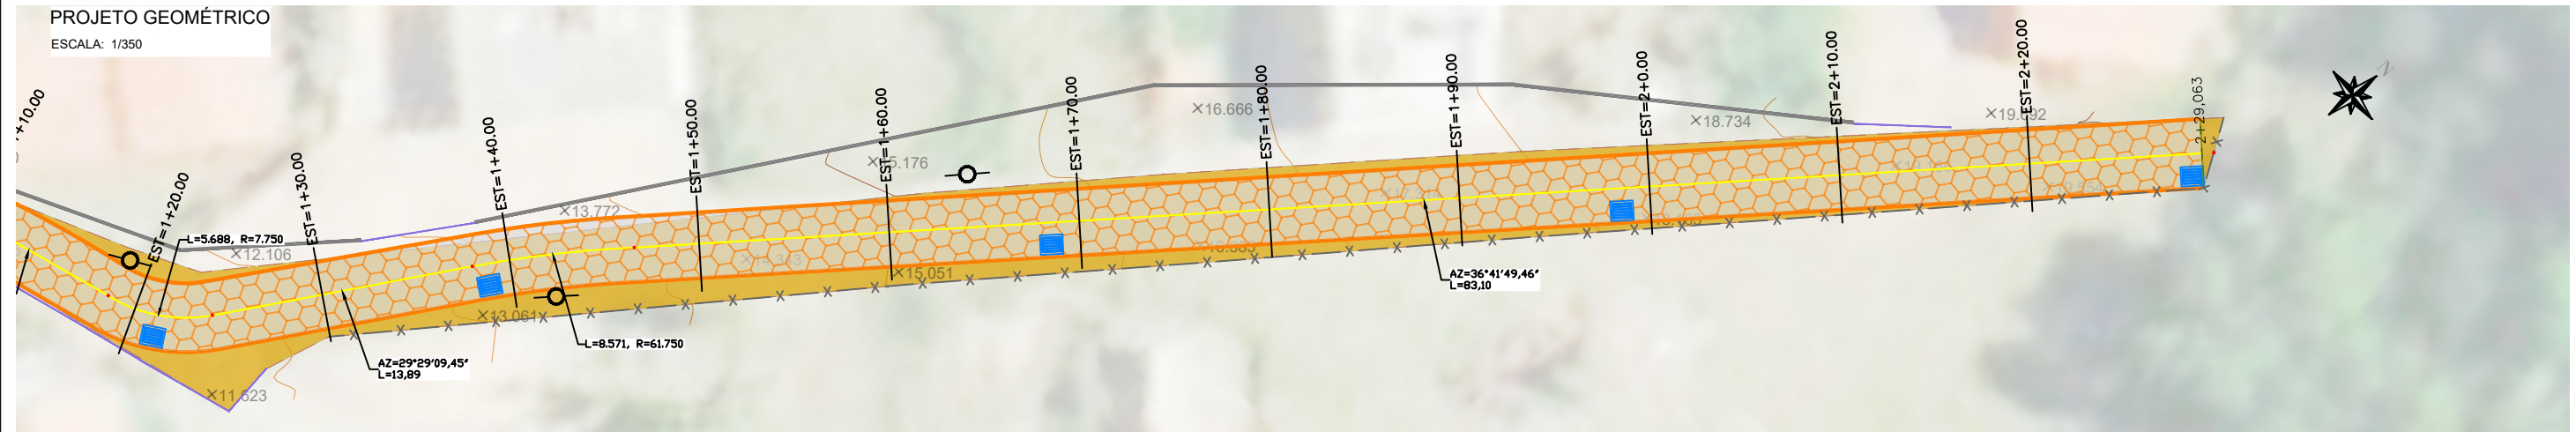 PROJETO GEOMÉTRICO
ESCALA: 1/350
+10.00
EST=1+20.00
EST=1+30.00
EST=1+40.00
EST=1+50.00
EST=1+60.00
EST=1+70.00
EST=1+80.00
EST=1+90.00
EST=2+0.00
EST=2+10.00
EST=2+20.00
2+29,063
N
16.666
18.734
15.176
13.772
L=5.688, R=7.750
12.106
15.051
13.061
AZ=36°41'49,46"
L=83,10
L=8.571, R=61.750
AZ=29°29'09,45"
L=13,89
11.623